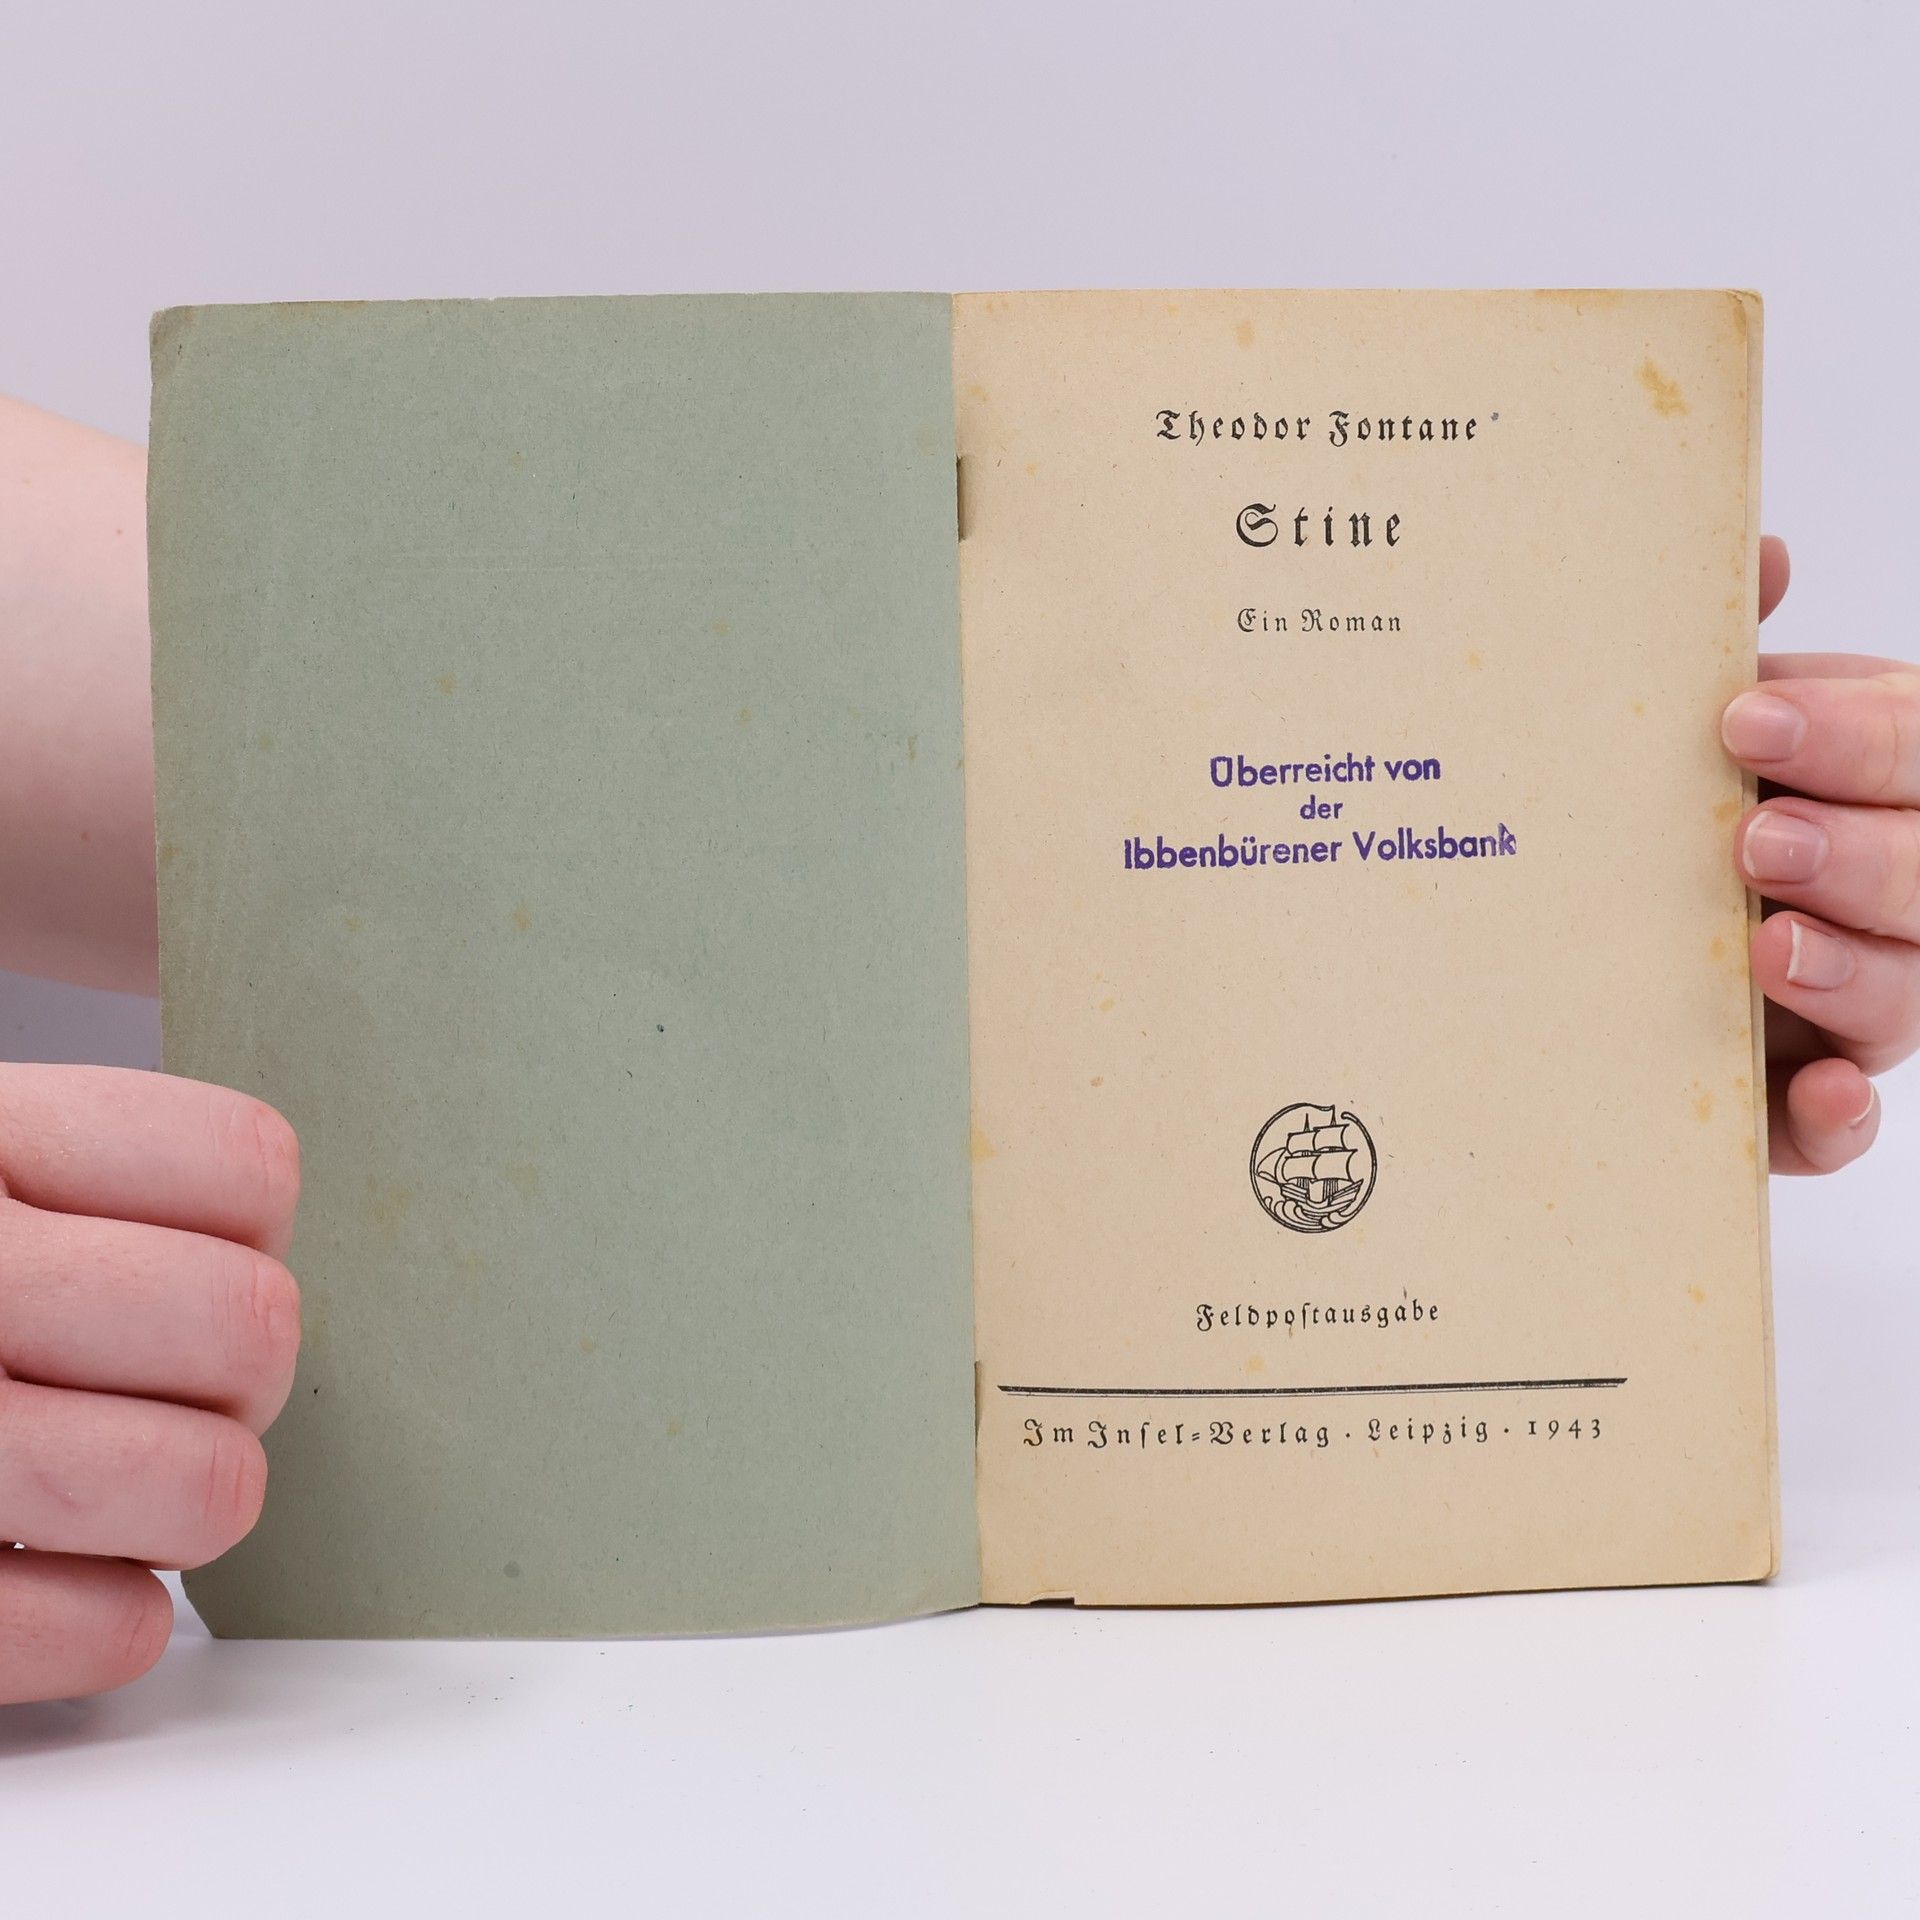 Theodor Fontane
Stine
Ein Roman
Überreicht von
der
Ibbenbürener Volksbank
Feldpoſtausgabe
Im Inſel-Verlag · Leipzig · 1943